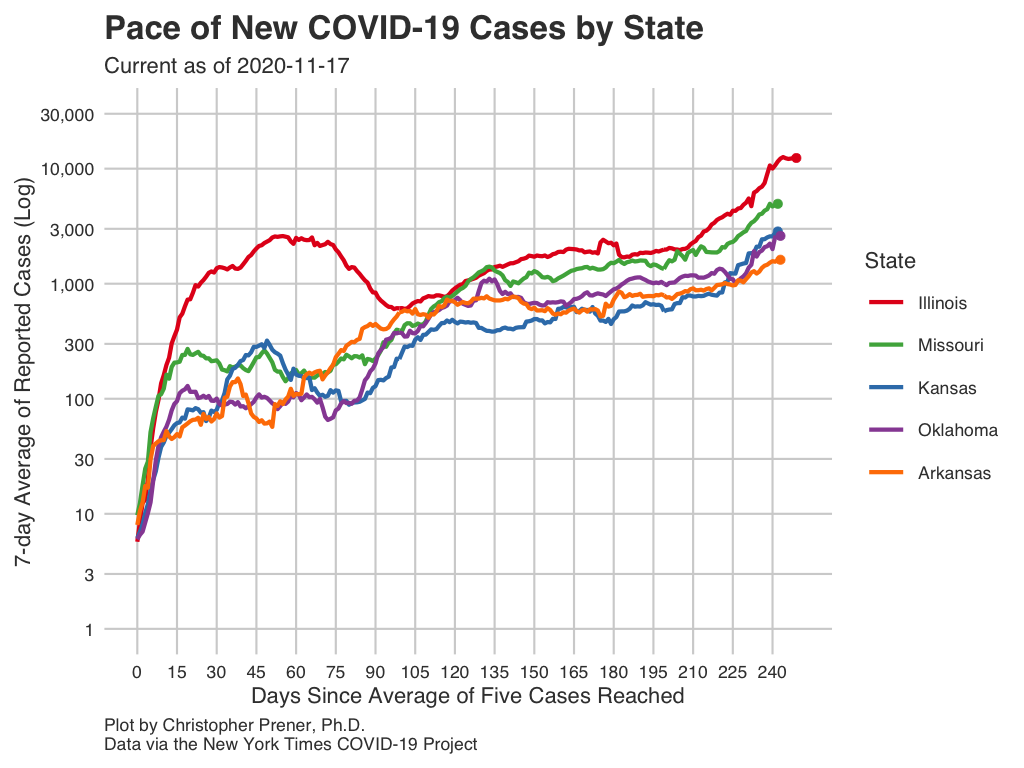 Pace of New COVID-19 Cases by State
Current as of 2020-11-17
7-day Average of Reported Cases (Log)
30,000
10,000
3,000
1,000
300
100
30
10
3
1
0 15 30 45 60 75 90 105 120 135 150 165 180 195 210 225 240
Days Since Average of Five Cases Reached
State
Illinois
Missouri
Kansas
Oklahoma
Arkansas
Plot by Christopher Prener, Ph.D.
Data via the New York Times COVID-19 Project